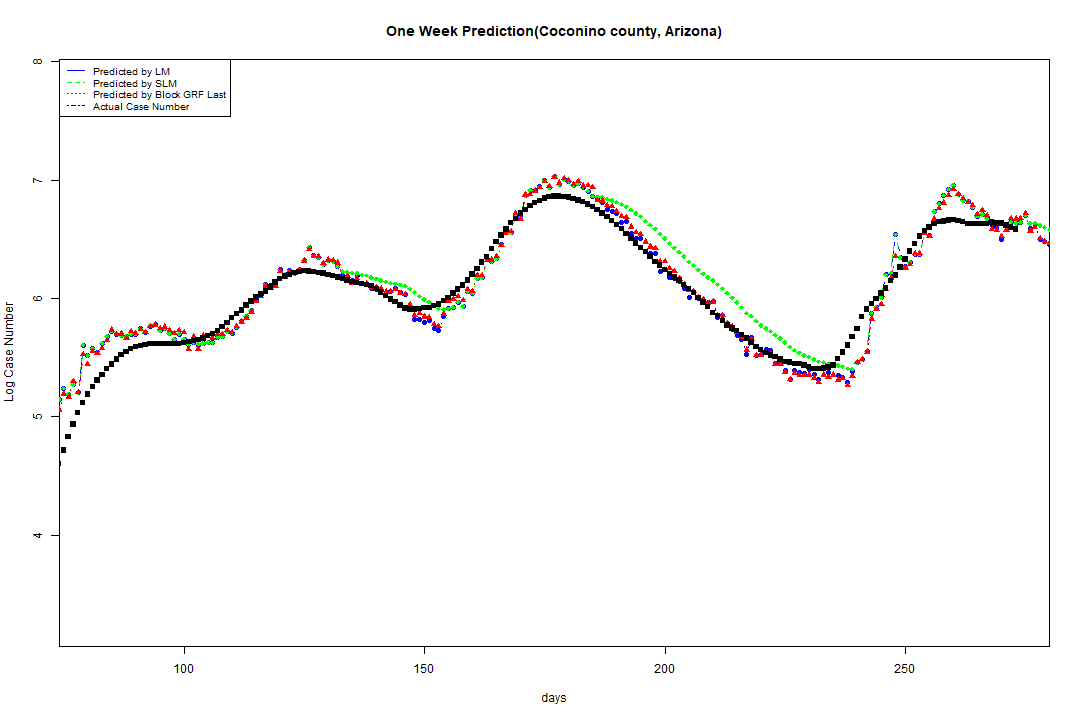 One Week Prediction(Coconino county, Arizona)
Predicted by LM
Predicted by SLM
Predicted by Block GRF Last
Actual Case Number
8
7
6
5
4
Log Case Number
100 150 200 250
days